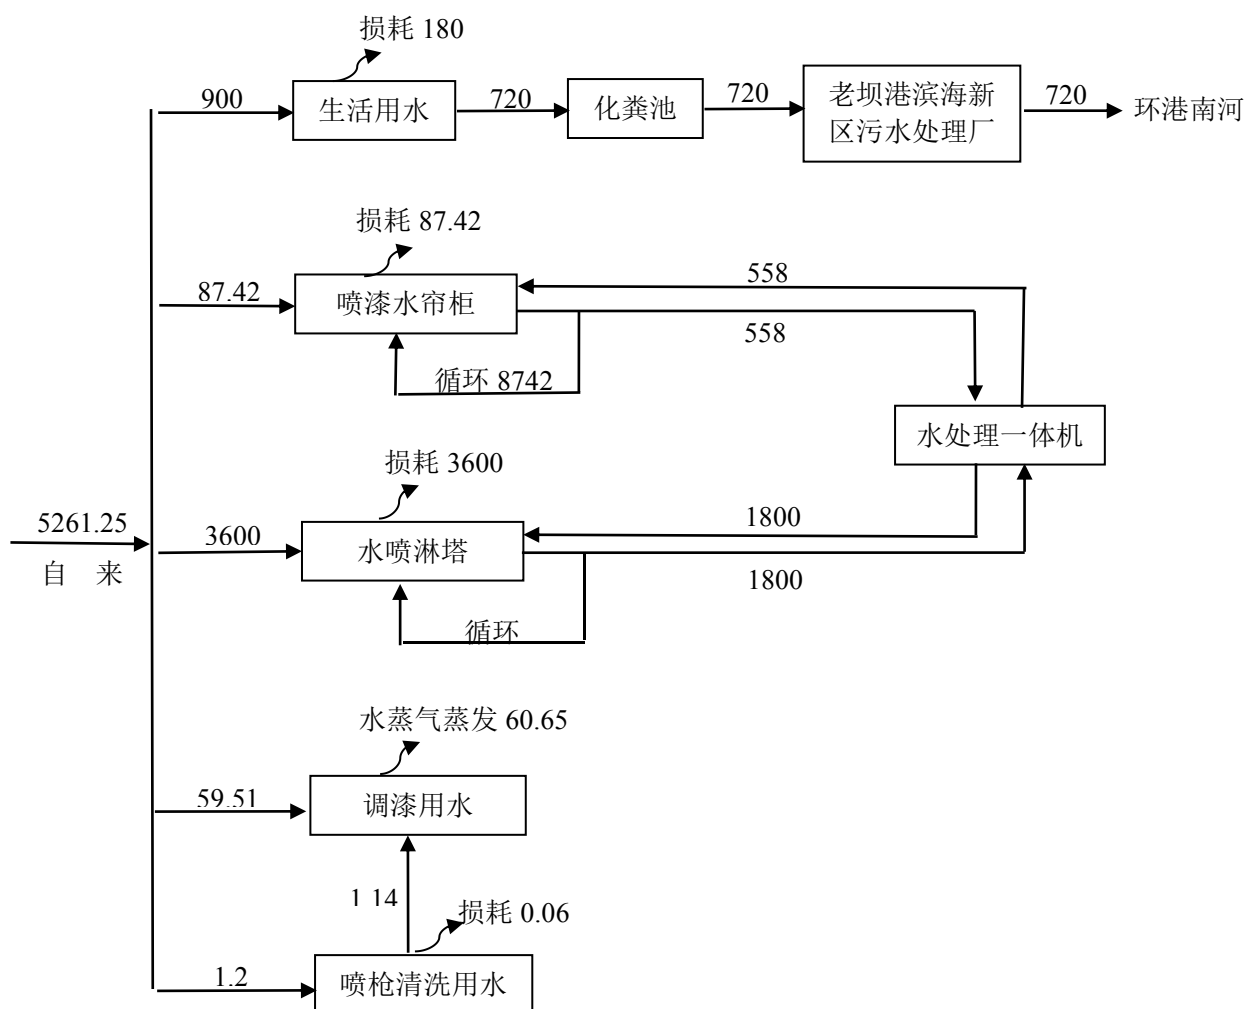 损耗 180
900
生活用水
720
化粪池
720
老坝港滨海新
区污水处理厂
720
环港南河
损耗 87.42
87.42
喷漆水帘柜
558
558
循环 8742
水处理一体机
损耗 3600
5261.25
自 来
3600
水喷淋塔
1800
1800
循环
水蒸气蒸发 60.65
59.51
调漆用水
1.14
损耗 0.06
1.2
喷枪清洗用水